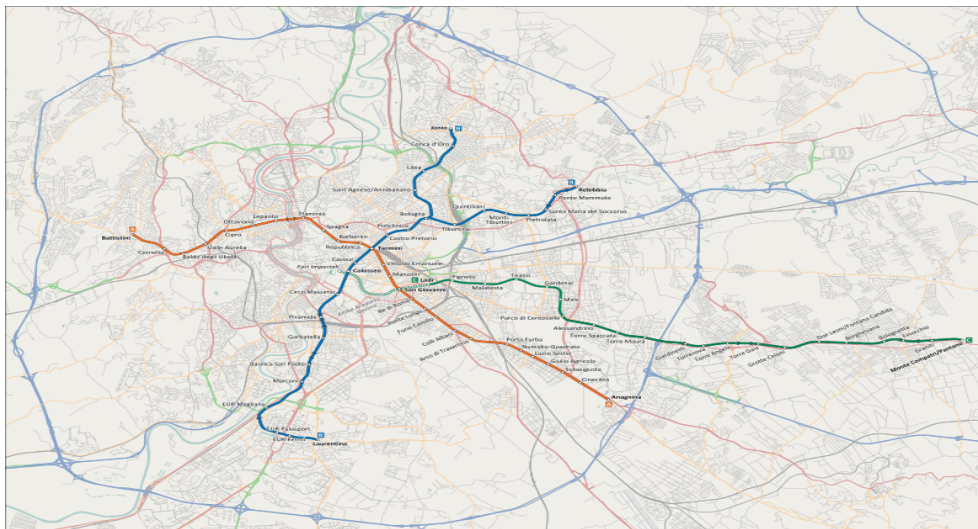 Jonio
B
Conca d'Oro
Libia
Sant'Agnese/Annibaliano
B
Rebibbia
Ponte Mammolo
Santa Maria del Soccorso
Pietralata
Monti
Tiburtini
Quintiliani
Tiburtina
Bologna
Policlinico
Castro Pretorio
A
Battistini
Cornelia
Baldo degli Ubaldi
Valle Aurelia
Cipro
Ottaviano
Lepanto
Flaminio
Spagna
Barberini
Repubblica
Termini
Cavour
Vittorio Emanuele
Fori Imperiali
Colosseo
Manzoni
C
Lodi
San Giovanni
Pigneto
Malatesta
Teano
Gardenie
Mirti
Parco di Centocelle
Alessandrino
Torre Spaccata
Torre Maura
Giardinetti
Torrenova
Torre Angela
Torre Gaia
Grotte Celoni
Due Leoni/Fontana Candida
Borghesiana
Bolognetta
Finocchio
Graniti
Monte Compatri/Pantano
C
Circo Massimo
Re di Roma
Ponte Lungo
Furio Camillo
Colli Albani
Arco di Travertino
Porta Furba
Numidio Quadrato
Lucio Sestio
Giulio Agricola
Subaugusta
Cinecittà
Anagnina
A
Piramide
Garbatella
Basilica San Paolo
Marconi
EUR Magliana
EUR Palasport
EUR Fermi
B
Laurentina